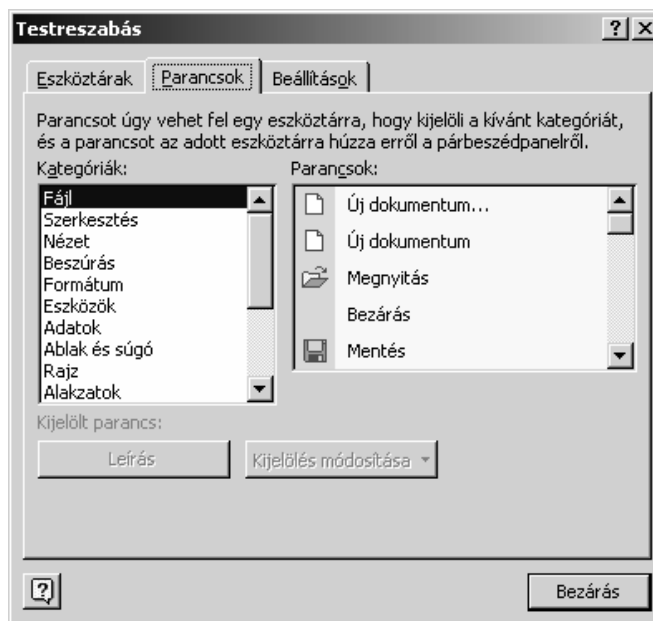 Testreszabás
Eszköztárak Parancsok Beállítások
Parancsot úgy vehet fel egy eszköztárra, hogy kijelöli a kívánt kategóriát,
és a parancsot az adott eszköztárra húzza erről a párbeszédpanelről.
Kategóriák:
Fájl
Szerkesztés
Nézet
Beszúrás
Formátum
Eszközök
Adatok
Ablak és súgó
Rajz
Alakzatok
Parancsok:
Új dokumentum...
Új dokumentum
Megnyitás
Bezárás
Mentés
Kijelölt parancs:
Leírás
Kijelölés módosítása
Bezárás